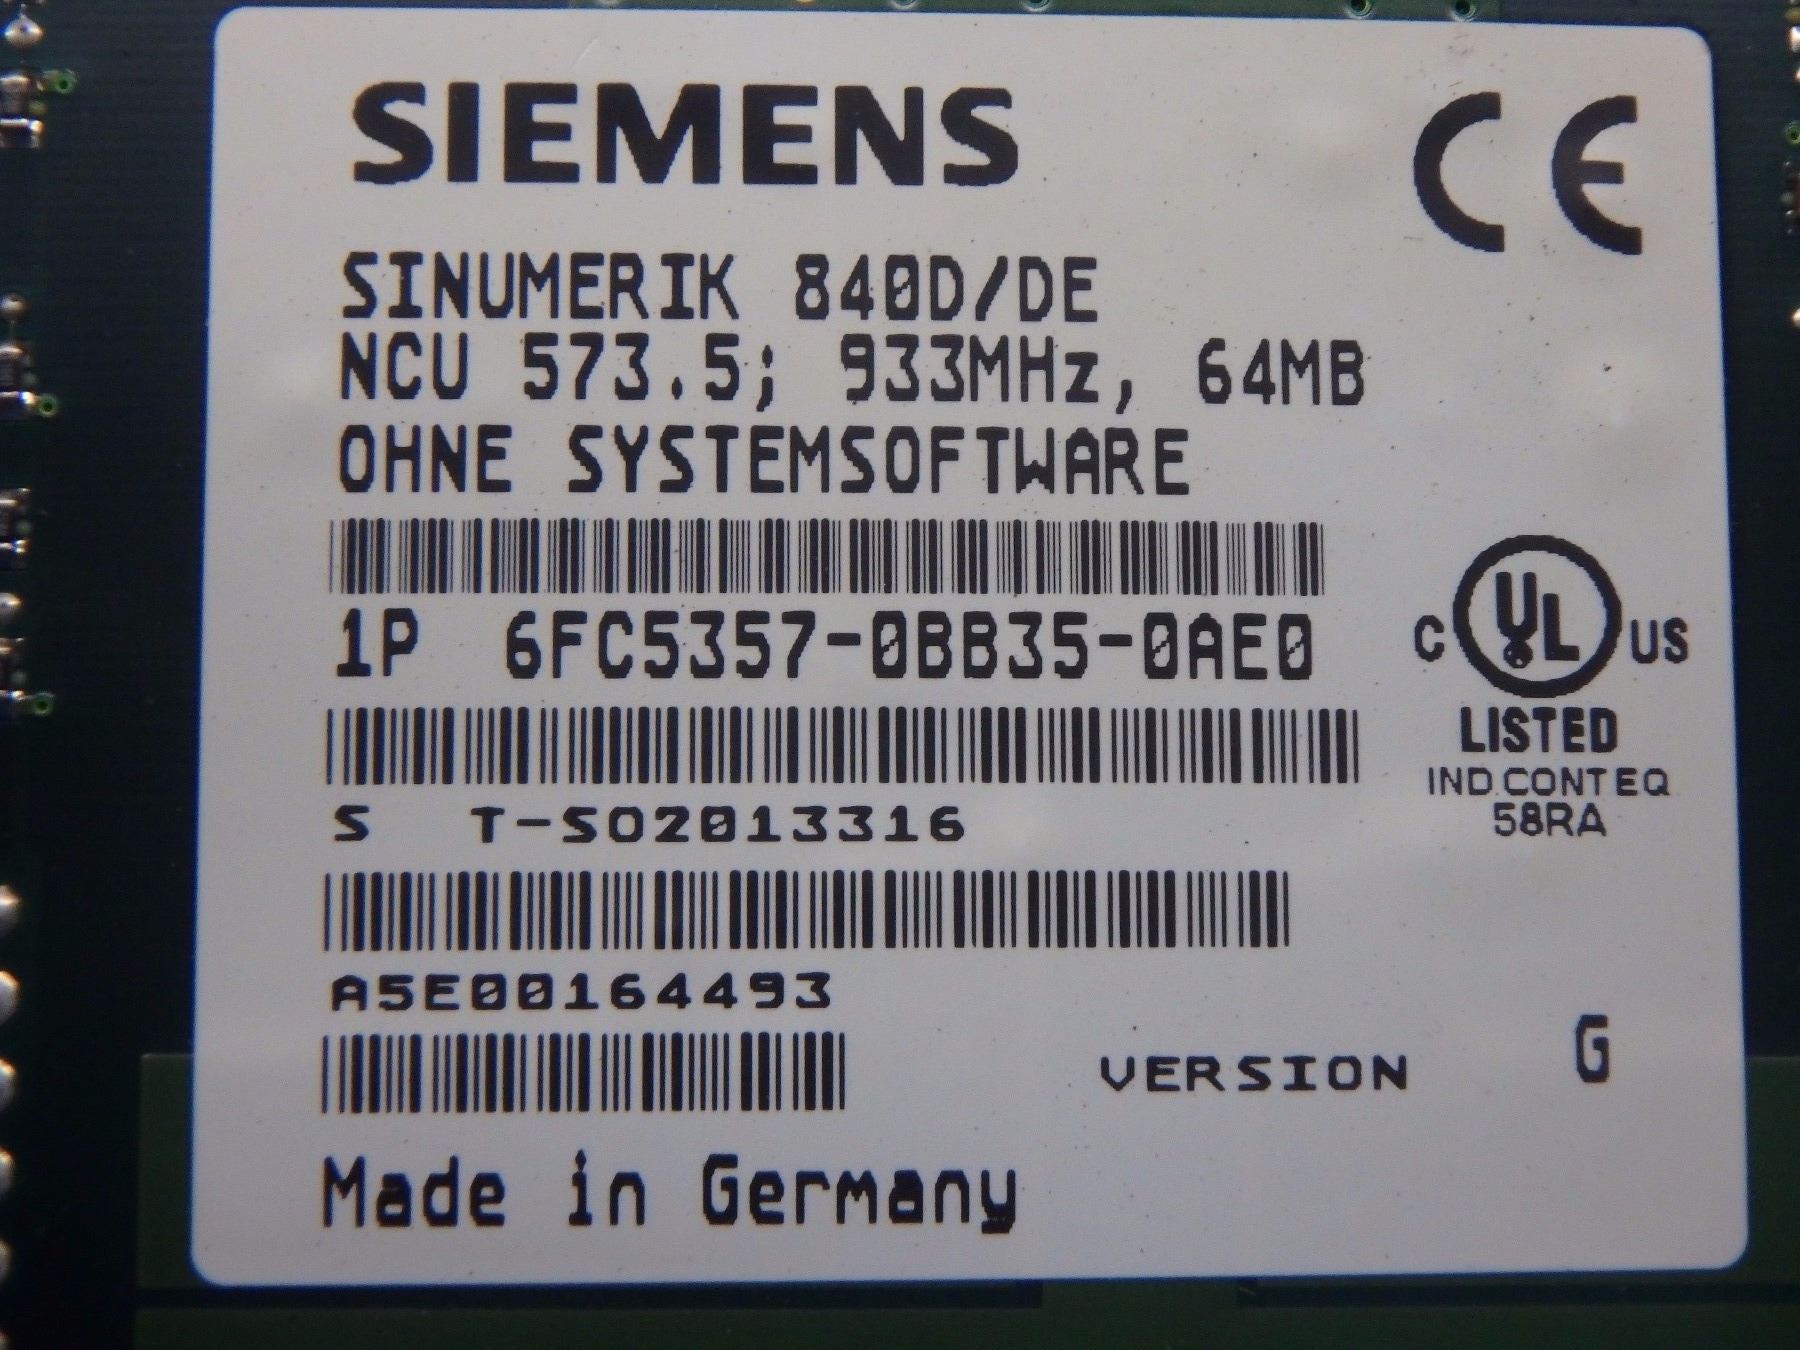 SIEMENS
CE
SINUMERIK 840D/DE
NCU 573.5; 933MHz, 64MB
OHNE SYSTEMSOFTWARE
1P 6FC5357-0BB35-0AE0
C UL US
LISTED
IND.CONT EQ
58RA
S T-SO2013316
A5E00164493
VERSION G
Made in Germany